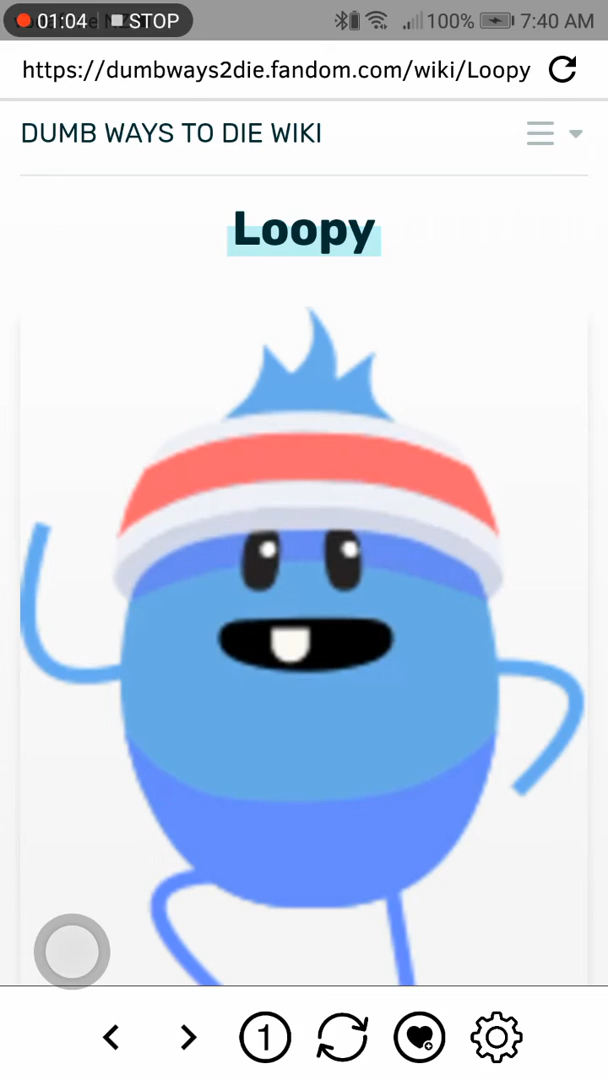 01:04 STOP 100% 7:40 AM
https://dumbways2die.fandom.com/wiki/Loopy
DUMB WAYS TO DIE WIKI
Loopy
1